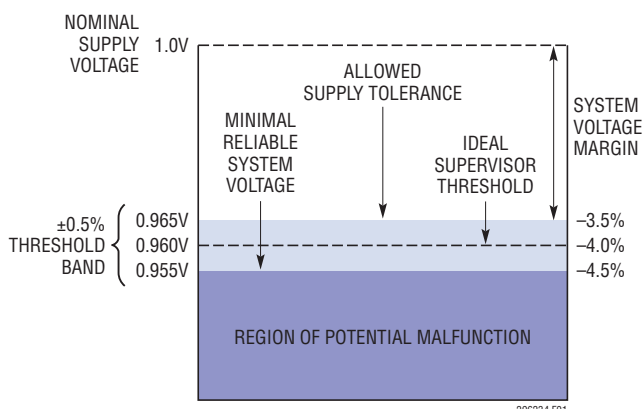 NOMINAL
SUPPLY
VOLTAGE
1.0V
ALLOWED
SUPPLY TOLERANCE
MINIMAL
RELIABLE
SYSTEM
VOLTAGE
IDEAL
SUPERVISOR
THRESHOLD
SYSTEM
VOLTAGE
MARGIN
±0.5%
THRESHOLD
BAND
0.965V
0.960V
0.955V
–3.5%
–4.0%
–4.5%
REGION OF POTENTIAL MALFUNCTION